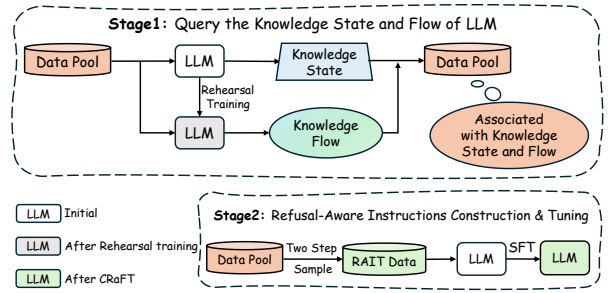 Stage1: Query the Knowledge State and Flow of LLM
Data Pool
LLM
Knowledge
State
Data Pool
Rehearsal
Training
LLM
Knowledge
Flow
Associated
with Knowledge
State and Flow
LLM Initial
LLM After Rehearsal training
LLM After CRaFT
Stage2: Refusal-Aware Instructions Construction & Tuning
Data Pool
Two Step
Sample
RAIT Data
LLM
SFT
LLM